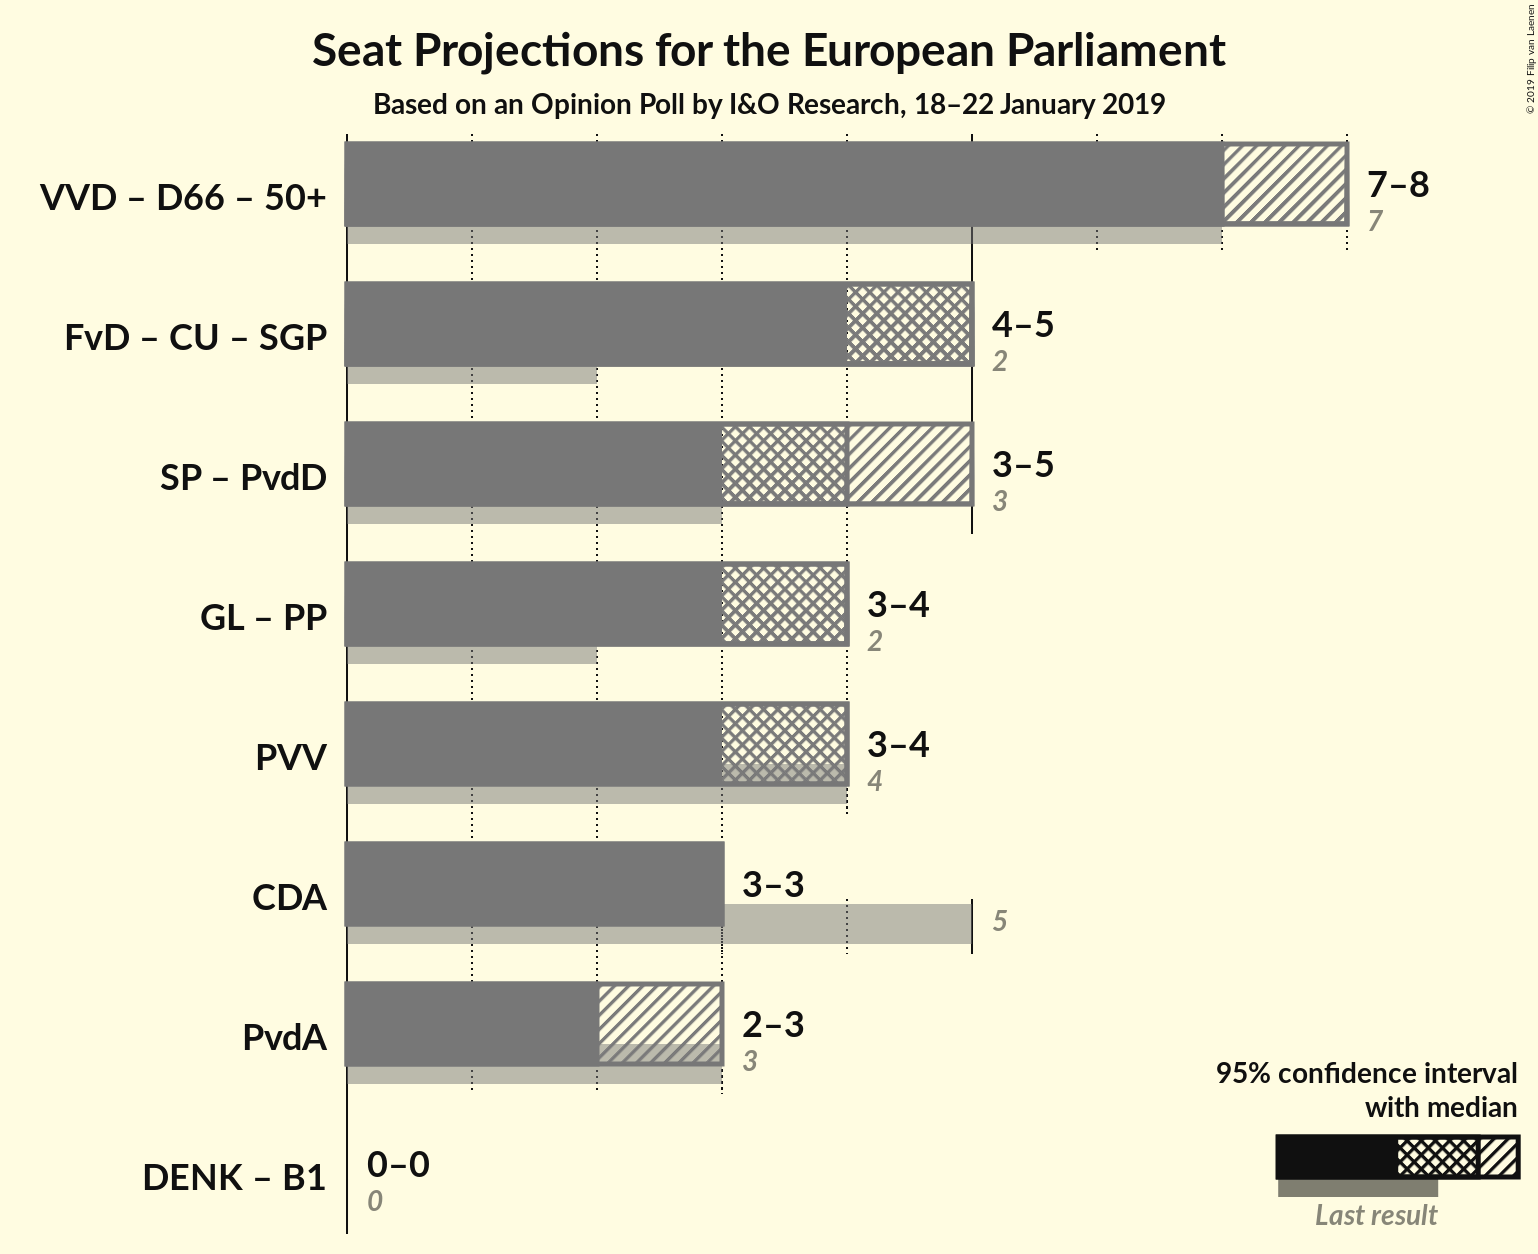 Seat Projections for the European Parliament
Based on an Opinion Poll by I&O Research, 18–22 January 2019
© 2019 Filip van Laenen
VVD – D66 – 50+
7–8
7
FvD – CU – SGP
4–5
2
SP – PvdD
3–5
3
GL – PP
3–4
2
PVV
3–4
4
CDA
3–3
5
PvdA
2–3
3
DENK – B1
0–0
0
95% confidence interval
with median
Last result